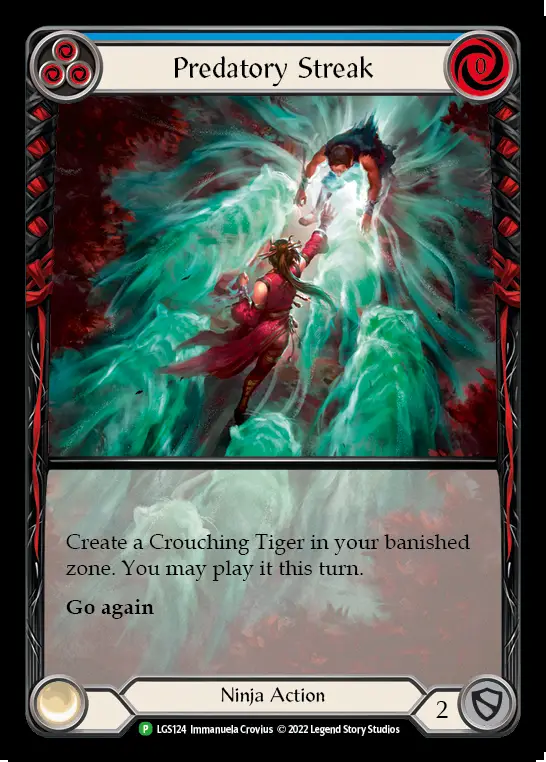 Predatory Streak
0
Create a Crouching Tiger in your banished
zone. You may play it this turn.
Go again
Ninja Action
2
P LGS124 Immanuela Crovius © 2022 Legend Story Studios